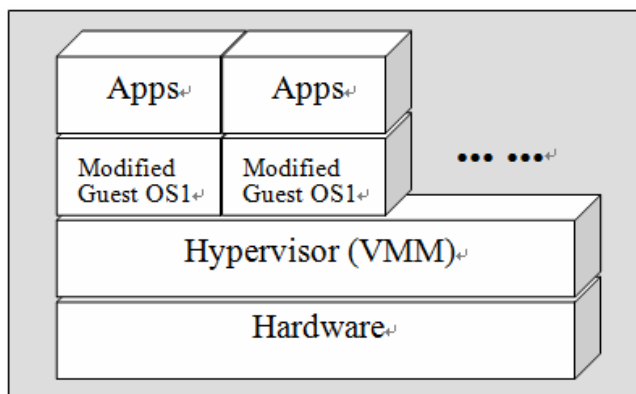 Apps↵ Apps↵
Modified Modified
Guest OS1↵ Guest OS1↵
••• •••↵
Hypervisor (VMM)↵
Hardware↵